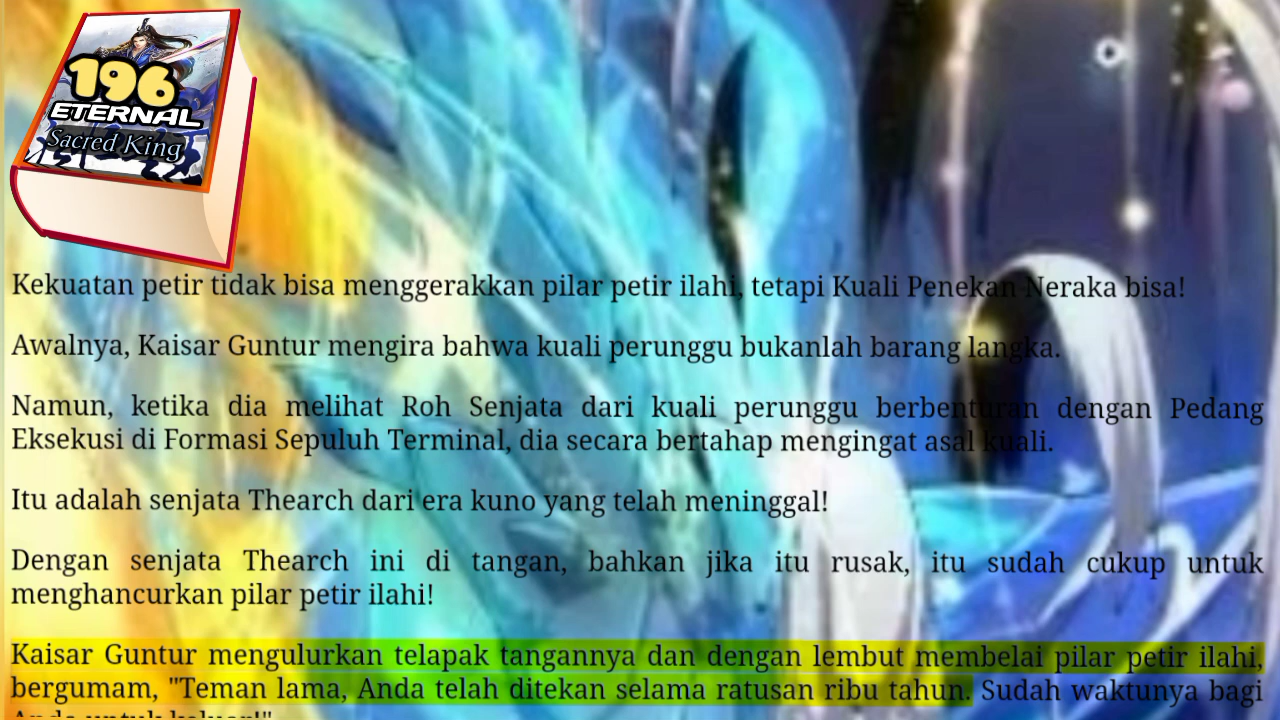 196
ETERNAL
Sacred King
Kekuatan petir tidak bisa menggerakkan pilar petir ilahi, tetapi Kuali Penekan Neraka bisa!
Awalnya, Kaisar Guntur mengira bahwa kuali perunggu bukanlah barang langka.
Namun, ketika dia melihat Roh Senjata dari kuali perunggu berbenturan dengan Pedang
Eksekusi di Formasi Sepuluh Terminal, dia secara bertahap mengingat asal kuali.
Itu adalah senjata Thearch dari era kuno yang telah meninggal!
Dengan senjata Thearch ini di tangan, bahkan jika itu rusak, itu sudah cukup untuk
menghancurkan pilar petir ilahi!
Kaisar Guntur mengulurkan telapak tangannya dan dengan lembut membelai pilar petir ilahi,
bergumam, "Teman lama, Anda telah ditekan selama ratusan ribu tahun. Sudah waktunya bagi